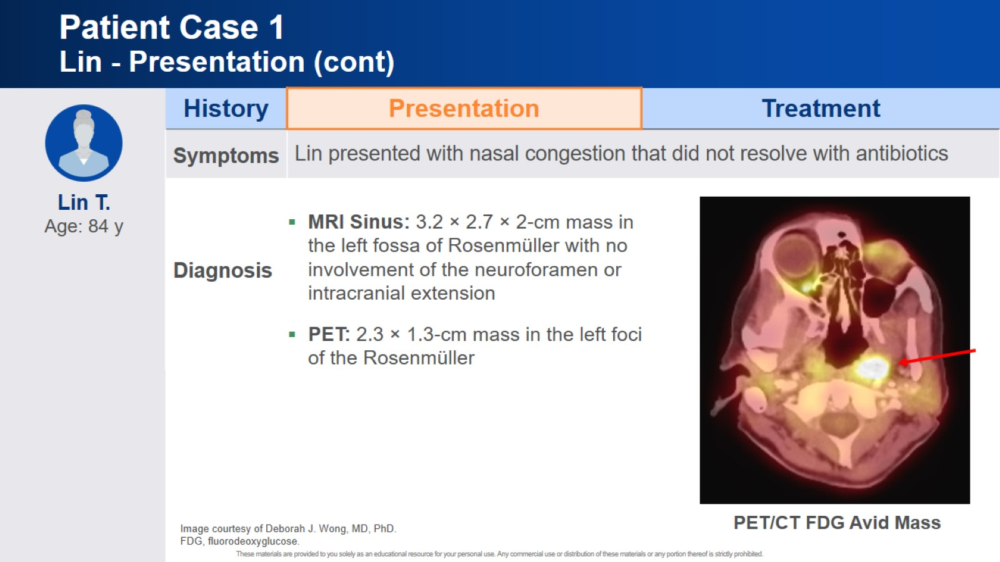 Patient Case 1
Lin - Presentation (cont)
Lin T.
Age: 84 y
History
Presentation
Treatment
Symptoms
Lin presented with nasal congestion that did not resolve with antibiotics
Diagnosis
▪ MRI Sinus: 3.2 × 2.7 × 2-cm mass in
the left fossa of Rosenmüller with no
involvement of the neuroforamen or
intracranial extension
▪ PET: 2.3 × 1.3-cm mass in the left foci
of the Rosenmüller
PET/CT FDG Avid Mass
Image courtesy of Deborah J. Wong, MD, PhD.
FDG, fluorodeoxyglucose.
These materials are provided to you solely as an educational resource for your personal use. Any commercial use or distribution of these materials or any portion thereof is strictly prohibited.